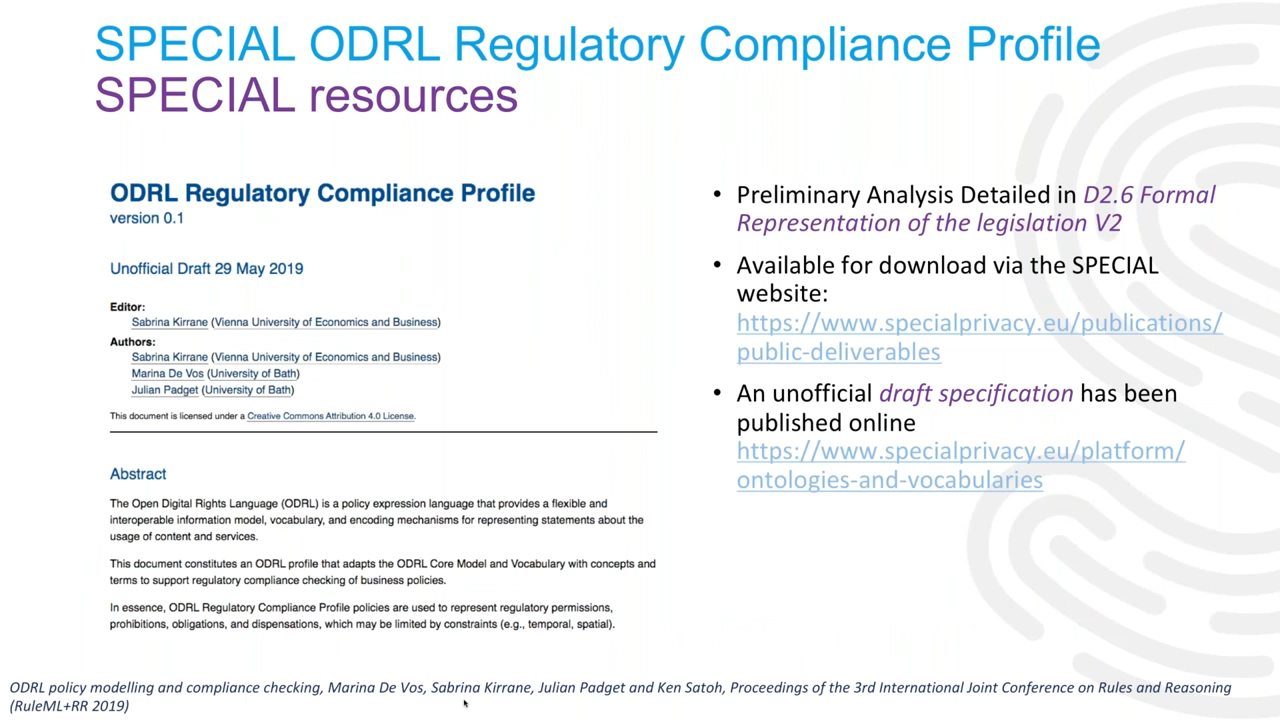 SPECIAL ODRL Regulatory Compliance Profile
SPECIAL resources
ODRL Regulatory Compliance Profile
version 0.1
Unofficial Draft 29 May 2019
Editor:
Sabrina Kirrane (Vienna University of Economics and Business)
Authors:
Sabrina Kirrane (Vienna University of Economics and Business)
Marina De Vos (University of Bath)
Julian Padget (University of Bath)
This document is licensed under a Creative Commons Attribution 4.0 License.
Abstract
The Open Digital Rights Language (ODRL) is a policy expression language that provides a flexible and
interoperable information model, vocabulary, and encoding mechanisms for representing statements about the
usage of content and services.
This document constitutes an ODRL profile that adapts the ODRL Core Model and Vocabulary with concepts and
terms to support regulatory compliance checking of business policies.
In essence, ODRL Regulatory Compliance Profile policies are used to represent regulatory permissions,
prohibitions, obligations, and dispensations, which may be limited by constraints (e.g., temporal, spatial).
• Preliminary Analysis Detailed in D2.6 Formal
Representation of the legislation V2
• Available for download via the SPECIAL
website:
https://www.specialprivacy.eu/publications/
public-deliverables
• An unofficial draft specification has been
published online
https://www.specialprivacy.eu/platform/
ontologies-and-vocabularies
ODRL policy modelling and compliance checking, Marina De Vos, Sabrina Kirrane, Julian Padget and Ken Satoh, Proceedings of the 3rd International Joint Conference on Rules and Reasoning
(RuleML+RR 2019)